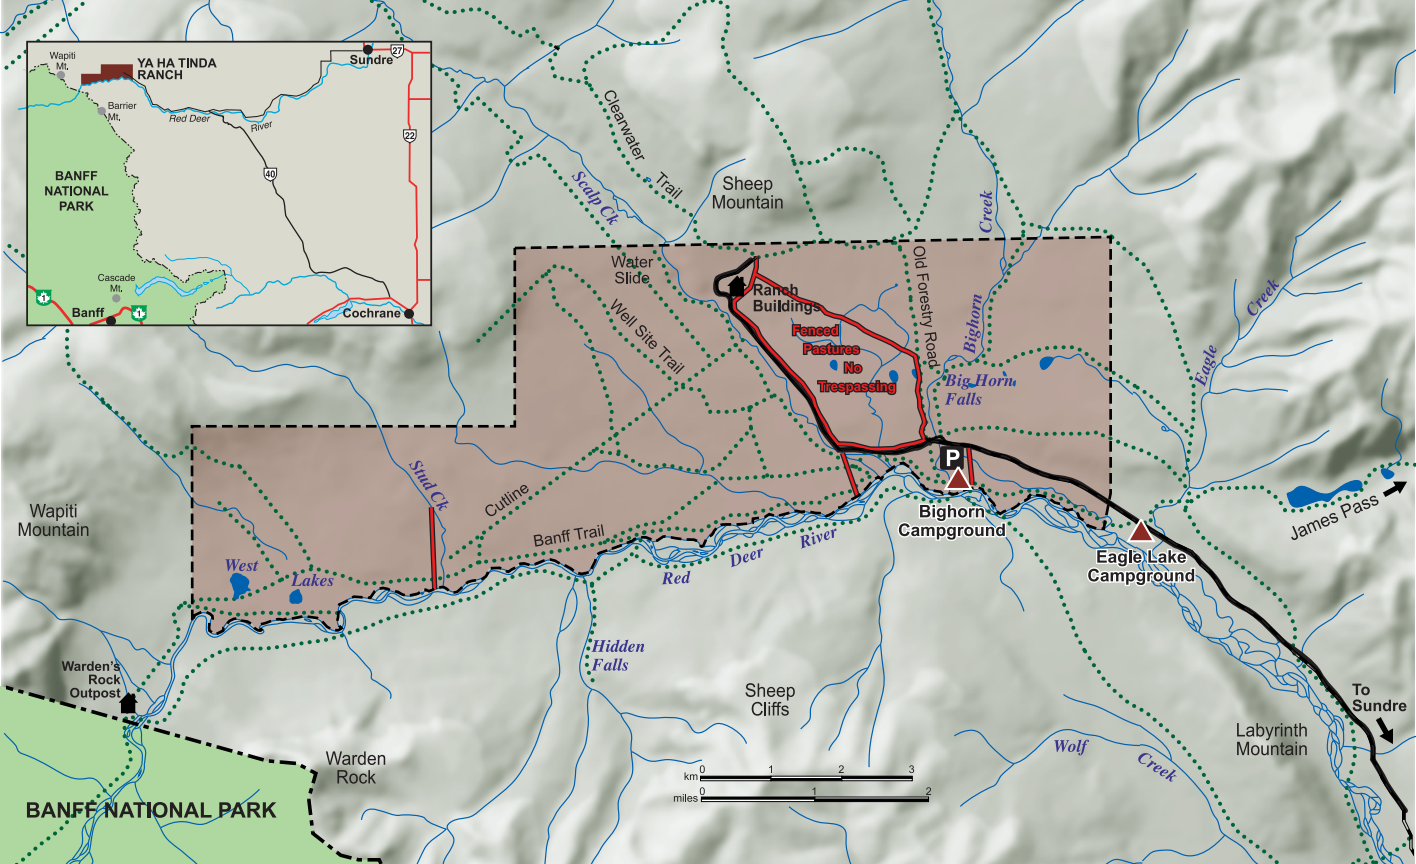 Wapiti
Mt.
YA HA TINDA
RANCH
Sundre
27
Barrier
Mt.
Red Deer
River
22
40
BANFF
NATIONAL
PARK
Cascade
Mt.
1
Banff
1
Cochrane
Clearwater
Trail
Scalp Ck
Sheep
Mountain
Creek
Water
Slide
Old Forestry Road
Ranch
Buildings
Well Site Trail
Fenced
Pastures
No
Trespassing
Bighorn
Big Horn
Falls
Creek
Eagle
Stud Ck
Cutline
P
Bighorn
Campground
James Pass
Wapiti
Mountain
Banff Trail
Red
Deer
River
Eagle Lake
Campground
West
Lakes
Hidden
Falls
Warden's
Rock
Outpost
Sheep
Cliffs
To
Sundre
Labyrinth
Mountain
Warden
Rock
Wolf
Creek
km
0
1
2
3
miles
0
1
2
BANFF NATIONAL PARK